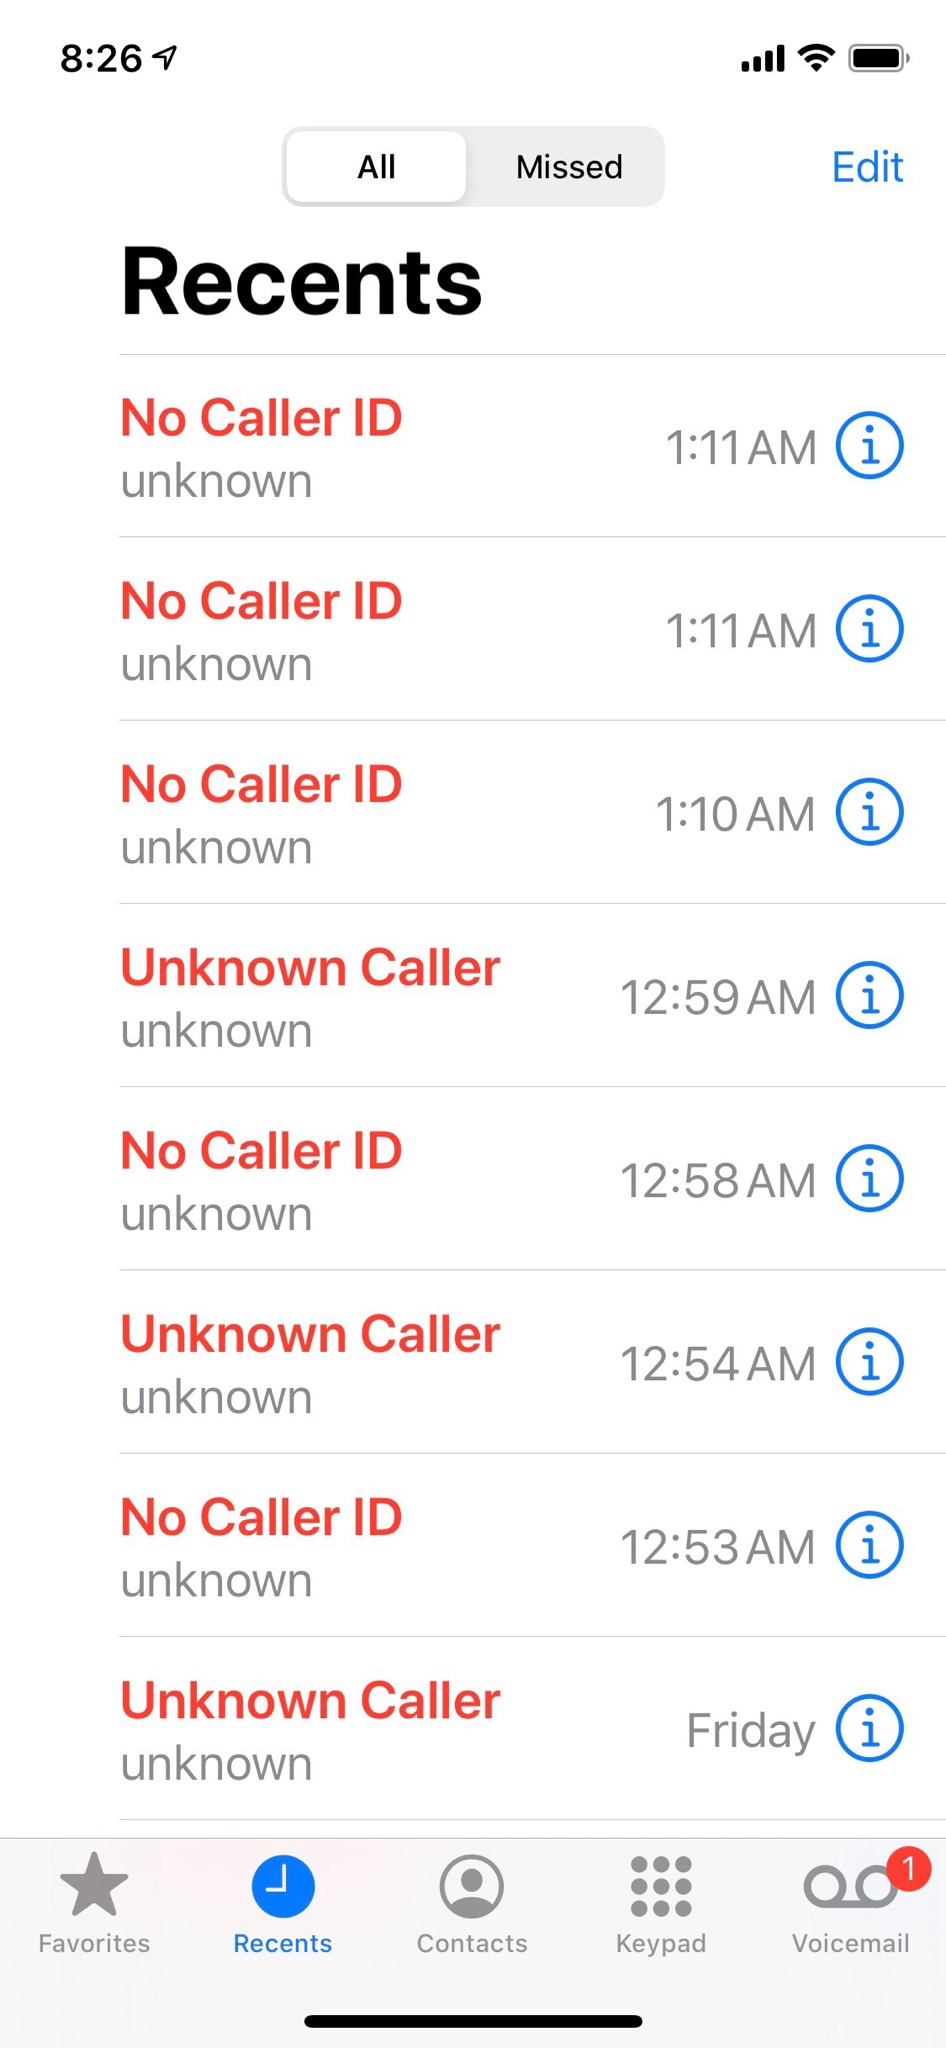 8:26
All Missed Edit
Recents
No Caller ID
unknown
1:11 AM
No Caller ID
unknown
1:11 AM
No Caller ID
unknown
1:10 AM
Unknown Caller
unknown
12:59 AM
No Caller ID
unknown
12:58 AM
Unknown Caller
unknown
12:54 AM
No Caller ID
unknown
12:53 AM
Unknown Caller
unknown
Friday
1
Favorites Recents Contacts Keypad Voicemail